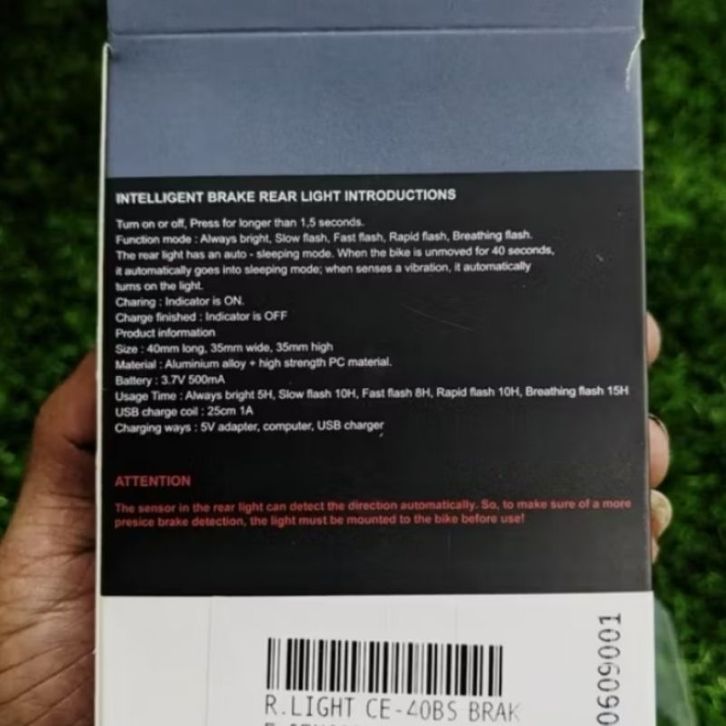 INTELLIGENT BRAKE REAR LIGHT INTRODUCTIONS
Turn on or off, Press for longer than 1,5 seconds.
Function mode : Always bright, Slow flash, Fast flash, Rapid flash, Breathing flash.
The rear light has an auto - sleeping mode. When the bike is unmoved for 40 seconds,
it automatically goes into sleeping mode; when senses a vibration, it automatically
turns on the light.
Charing : Indicator is ON.
Charge finished : Indicator is OFF
Product information
Size : 40mm long, 35mm wide, 35mm high
Material : Aluminium alloy + high strength PC material.
Battery : 3.7V 500mA
Usage Time : Always bright 5H, Slow flash 10H, Fast flash 8H, Rapid flash 10H, Breathing flash 15H
USB charge coil : 25cm 1A
Charging ways : 5V adapter, computer, USB charger
ATTENTION
The sensor in the rear light can detect the direction automatically. So, to make sure of a more
presice brake detection, the light must be mounted to the bike before use!
R.LIGHT CE-40BS BRAK
0609001